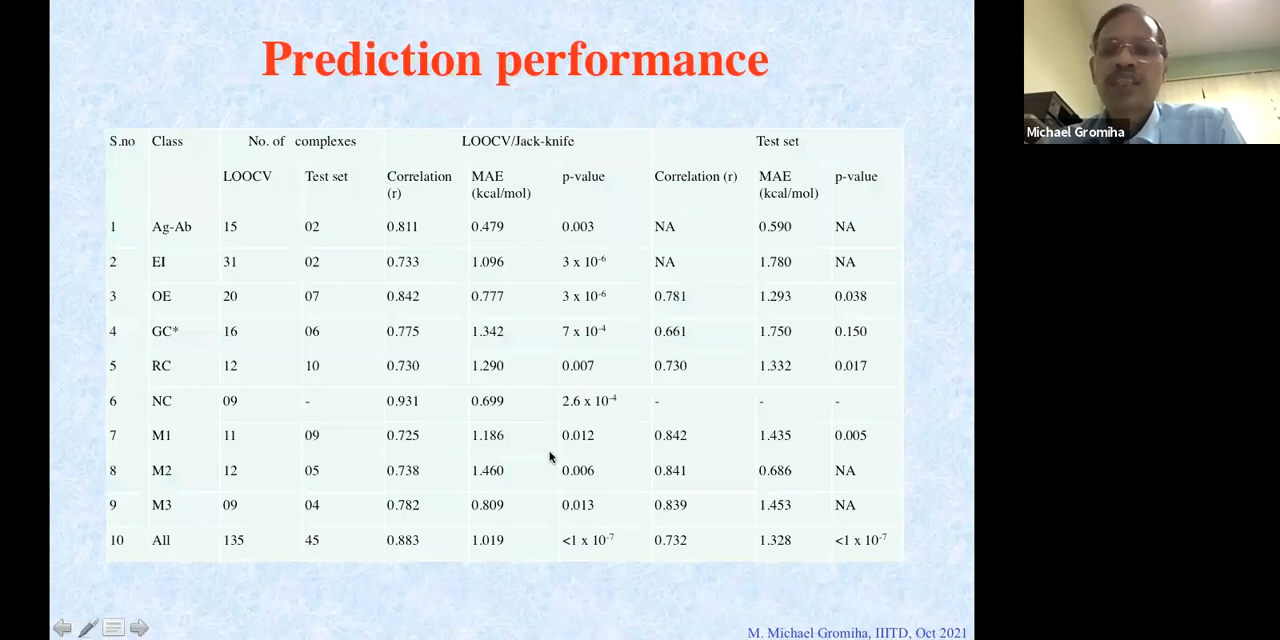 Prediction performance
Michael Gromiha
S.no Class No. of complexes LOOCV/Jack-knife Test set
LOOCV Test set Correlation (r) MAE (kcal/mol) p-value Correlation (r) MAE (kcal/mol) p-value
1 Ag-Ab 15 02 0.811 0.479 0.003 NA 0.590 NA
2 EI 31 02 0.733 1.096 3 x 10⁻⁶ NA 1.780 NA
3 OE 20 07 0.842 0.777 3 x 10⁻⁶ 0.781 1.293 0.038
4 GC* 16 06 0.775 1.342 7 x 10⁻⁴ 0.661 1.750 0.150
5 RC 12 10 0.730 1.290 0.007 0.730 1.332 0.017
6 NC 09 - 0.931 0.699 2.6 x 10⁻⁴ - - -
7 M1 11 09 0.725 1.186 0.012 0.842 1.435 0.005
8 M2 12 05 0.738 1.460 0.006 0.841 0.686 NA
9 M3 09 04 0.782 0.809 0.013 0.839 1.453 NA
10 All 135 45 0.883 1.019 <1 x 10⁻⁷ 0.732 1.328 <1 x 10⁻⁷
M. Michael Gromiha, IIITD, Oct 2021